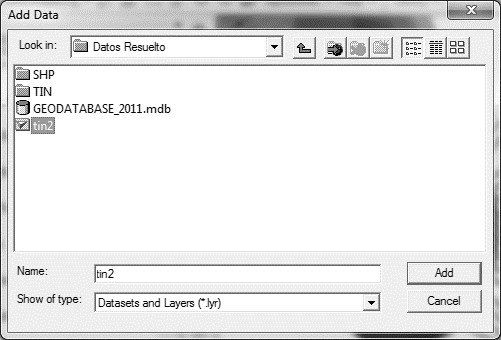 Add Data
Look in: Datos Resuelto
SHP
TIN
GEODATABASE_2011.mdb
tin2
Name: tin2 Add
Show of type: Datasets and Layers (*.lyr) Cancel